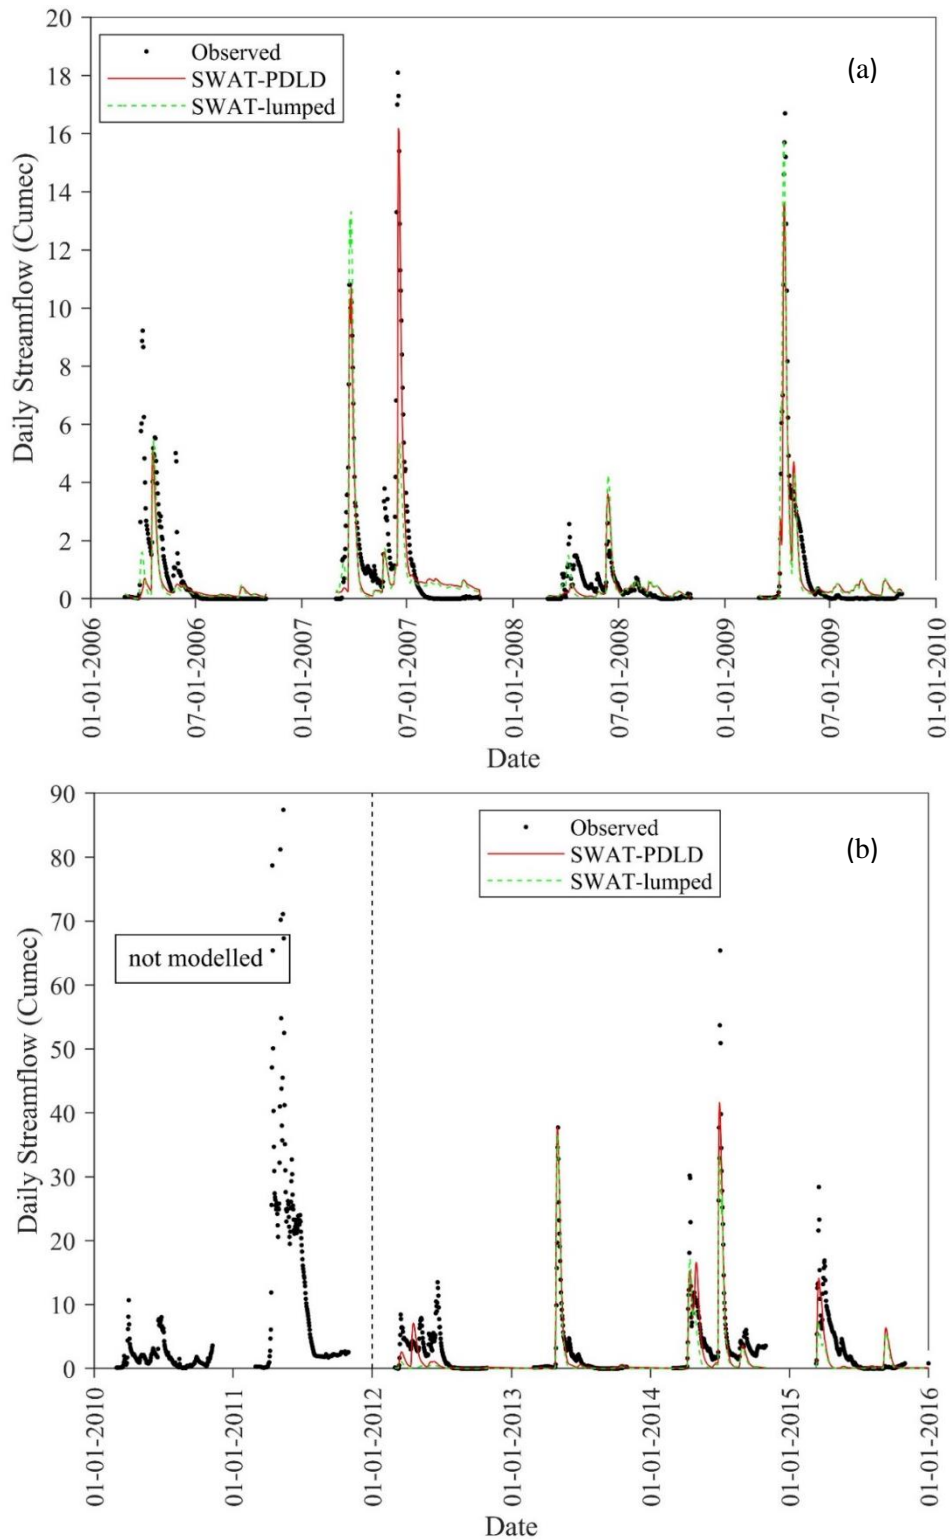 20
18
16
14
12
10
8
6
4
2
0
Daily Streamflow (Cumec)
Observed
SWAT-PDLD
SWAT-lumped
(a)
01-01-2006
07-01-2006
01-01-2007
07-01-2007
01-01-2008
07-01-2008
01-01-2009
07-01-2009
01-01-2010
Date
90
80
70
60
50
40
30
20
10
0
Daily Streamflow (Cumec)
Observed
SWAT-PDLD
SWAT-lumped
(b)
not modelled
01-01-2010
01-01-2011
01-01-2012
01-01-2013
01-01-2014
01-01-2015
01-01-2016
Date